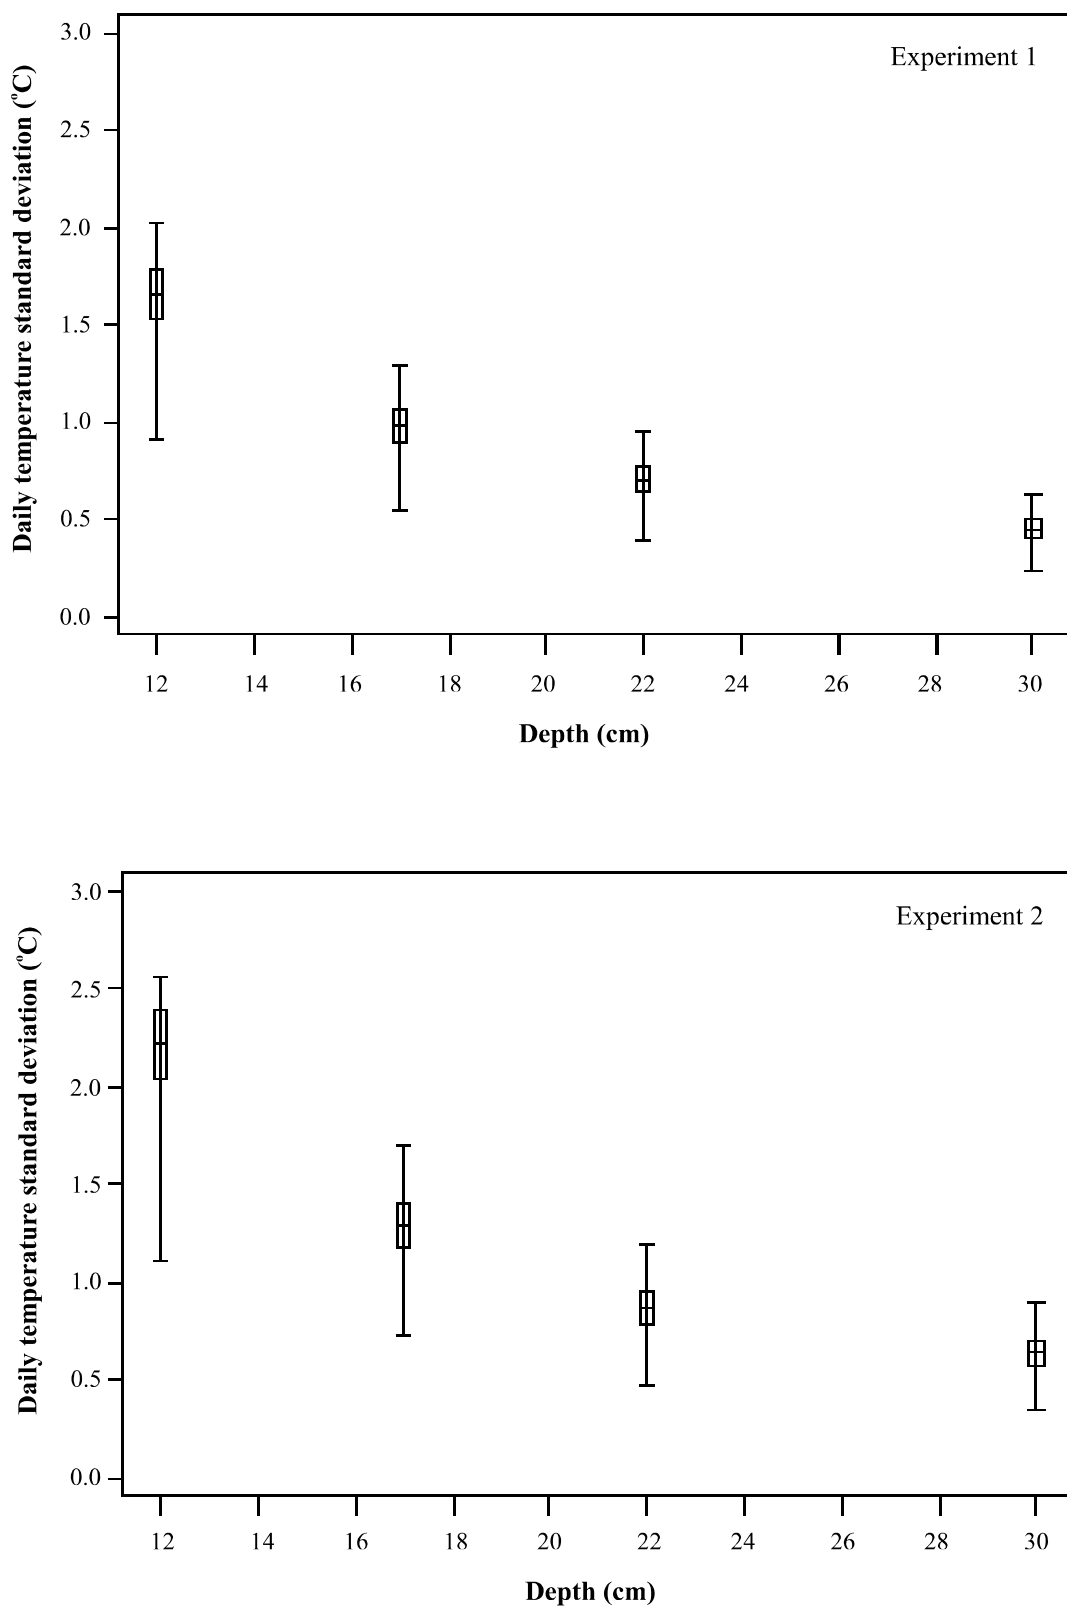 Experiment 1
Daily temperature standard deviation (°C)
3.0
2.5
2.0
1.5
1.0
0.5
0.0
12 14 16 18 20 22 24 26 28 30
Depth (cm)
Experiment 2
Daily temperature standard deviation (°C)
3.0
2.5
2.0
1.5
1.0
0.5
0.0
12 14 16 18 20 22 24 26 28 30
Depth (cm)